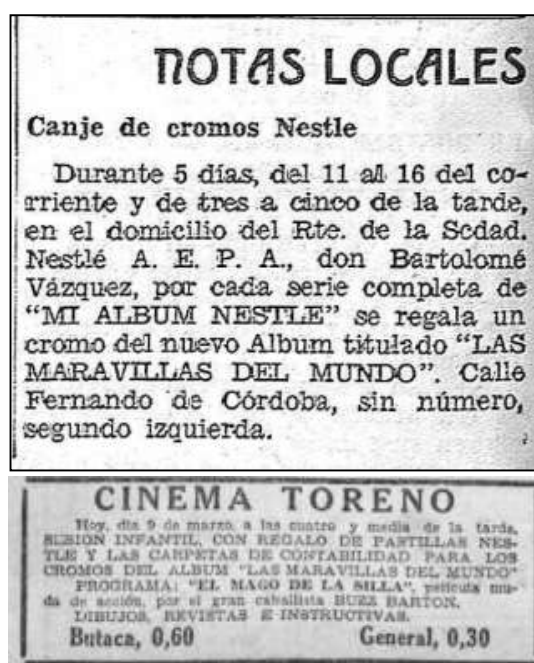 NOTAS LOCALES
Canje de cromos Nestle
Durante 5 días, del 11 al 16 del co-
rriente y de tres a cinco de la tarde,
en el domicilio del Rte. de la Scdad.
Nestlé A. E. P. A., don Bartolomé
Vázquez, por cada serie completa de
“MI ALBUM NESTLE” se regala un
cromo del nuevo Album titulado “LAS
MARAVILLAS DEL MUNDO”. Calle
Fernando de Córdoba, sin número,
segundo izquierda.
CINEMA TORENO
Hoy, día 9 de marzo, a las cuatro y media de la tarde,
SESION INFANTIL, CON REGALO DE PASTILLAS NES-
TLE Y LAS CARPETAS DE CONTABILIDAD PARA LOS
CROMOS DEL ALBUM "LAS MARAVILLAS DEL MUNDO"
PROGRAMA: "EL MAGO DE LA SILLA", película mu-
da de acción, por el gran caballista BUZZ BARTON.
DIBUJOS, REVISTAS E INSTRUCTIVAS.
Butaca, 0,60 General, 0,30